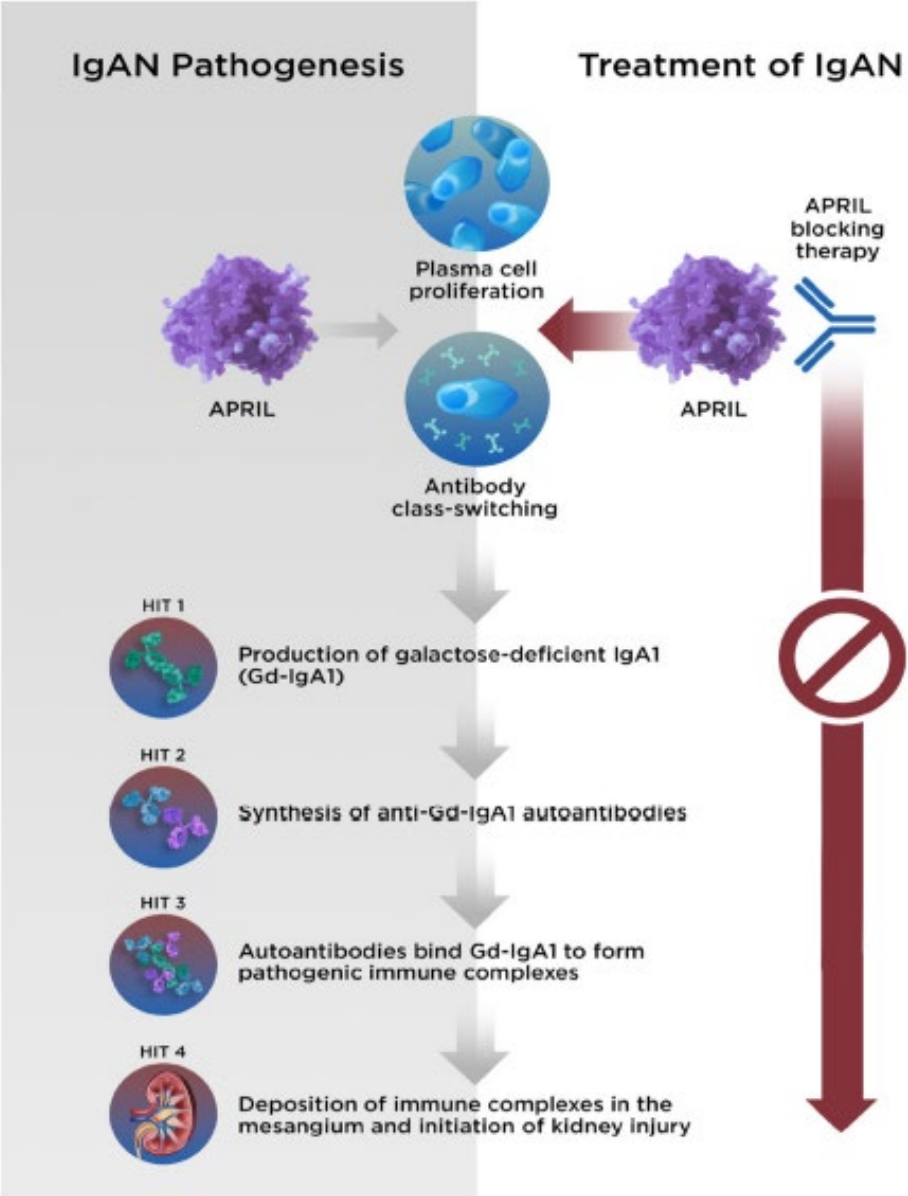 IgAN Pathogenesis
Treatment of IgAN
Plasma cell
proliferation
APRIL
blocking
therapy
APRIL
APRIL
Antibody
class-switching
HIT 1
Production of galactose-deficient IgA1
(Gd-IgA1)
HIT 2
Synthesis of anti-Gd-IgA1 autoantibodies
HIT 3
Autoantibodies bind Gd-IgA1 to form
pathogenic immune complexes
HIT 4
Deposition of immune complexes in the
mesangium and initiation of kidney injury